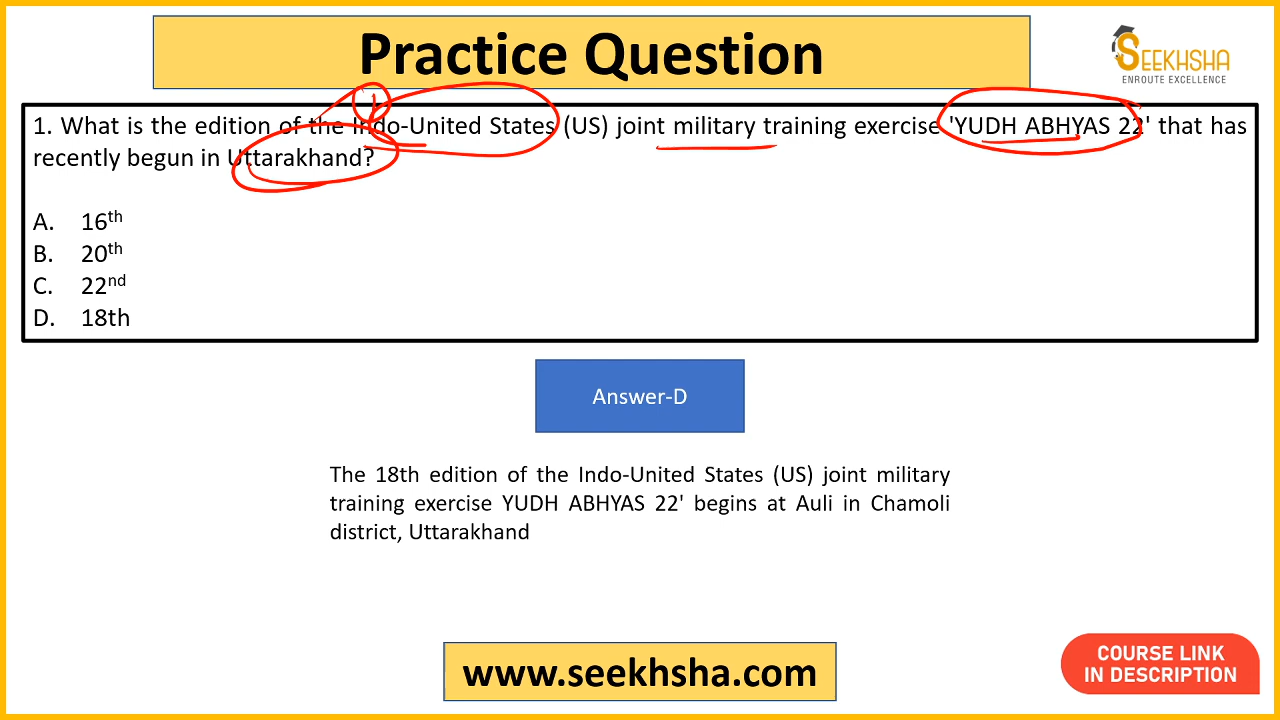 Practice Question
SEEKHSHA
ENROUTE EXCELLENCE
1. What is the edition of the Indo-United States (US) joint military training exercise 'YUDH ABHYAS 22' that has
recently begun in Uttarakhand?
A. 16th
B. 20th
C. 22nd
D. 18th
Answer-D
The 18th edition of the Indo-United States (US) joint military
training exercise YUDH ABHYAS 22' begins at Auli in Chamoli
district, Uttarakhand
www.seekhsha.com
COURSE LINK
IN DESCRIPTION